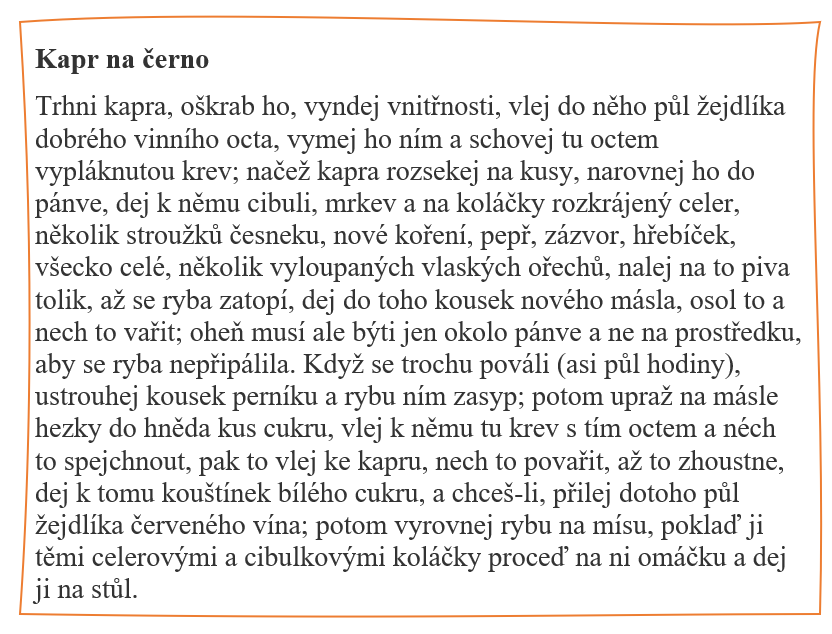 Kapr na černo
Trhni kapra, oškrab ho, vyndej vnitřnosti, vlej do něho půl žejdlíka
dobrého vinního octa, vymej ho ním a schovej tu octem
vypláknutou krev; načež kapra rozsekej na kusy, narovnej ho do
pánve, dej k němu cibuli, mrkev a na koláčky rozkrájený celer,
několik stroužků česneku, nové koření, pepř, zázvor, hřebíček,
všecko celé, několik vyloupaných vlaských ořechů, nalej na to piva
tolik, až se ryba zatopí, dej do toho kousek nového másla, osol to a
nech to vařit; oheň musí ale býti jen okolo pánve a ne na prostředku,
aby se ryba nepřipálila. Když se trochu pováli (asi půl hodiny),
ustrouhej kousek perníku a rybu ním zasyp; potom upraž na másle
hezky do hněda kus cukru, vlej k němu tu krev s tím octem a néch
to spejchnout, pak to vlej ke kapru, nech to povařit, až to zhoustne,
dej k tomu kouštínek bílého cukru, a chceš-li, přilej dotoho půl
žejdlíka červeného vína; potom vyrovnej rybu na mísu, poklaď ji
těmi celerovými a cibulkovými koláčky proceď na ni omáčku a dej
ji na stůl.